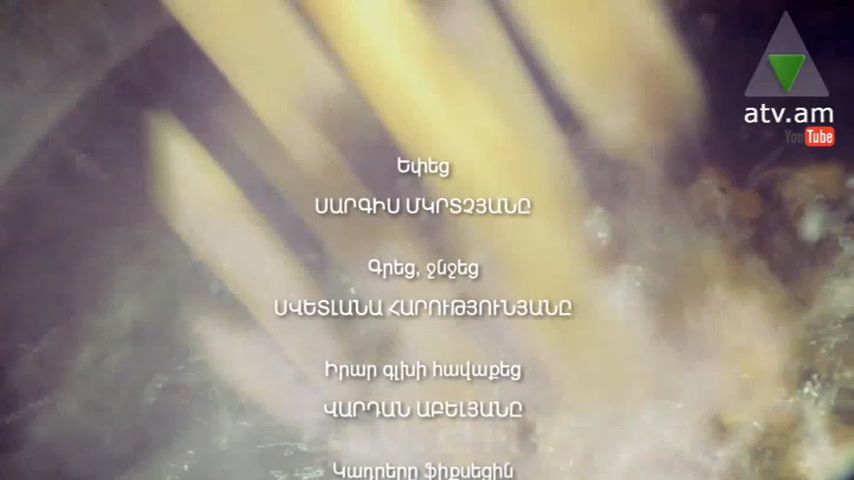 atv.am
YouTube
Եփեց
ՍԱՐԳԻՍ ՄԿՐՏՉՅԱՆԸ
Գրեց, ջնջեց
ՍՎԵՏԼԱՆԱ ՀԱՐՈՒԹՅՈՒՆՅԱՆԸ
Իրար գլխի հավաքեց
ՎԱՐԴԱՆ ԱԲԵԼՅԱՆԸ
Կադրերը ֆիքսեցին